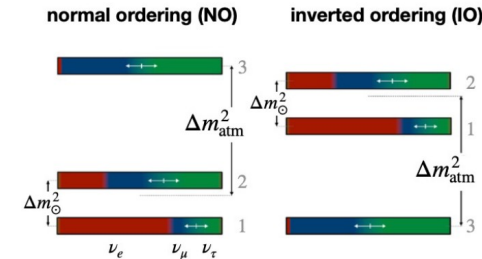 normal ordering (NO)
inverted ordering (IO)
3
Δm²atm
2
Δm²⊙
1
νe νμ ντ
2
Δm²⊙
1
Δm²atm
3